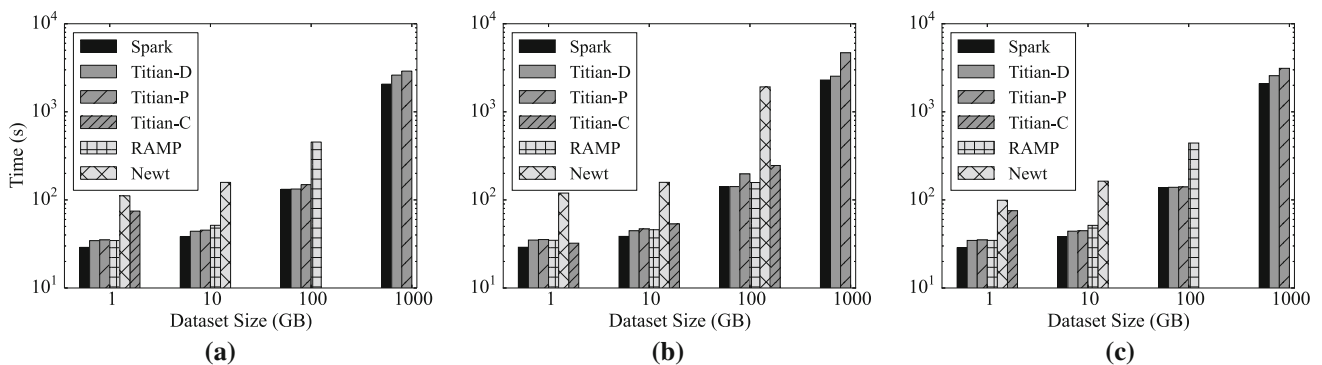 10^4
10^3
10^2
10^1
Time (s)
Spark
Titian-D
Titian-P
Titian-C
RAMP
Newt
1 10 100 1000
Dataset Size (GB)
(a)
10^4
10^3
10^2
10^1
Spark
Titian-D
Titian-P
Titian-C
RAMP
Newt
1 10 100 1000
Dataset Size (GB)
(b)
10^4
10^3
10^2
10^1
Spark
Titian-D
Titian-P
Titian-C
RAMP
Newt
1 10 100 1000
Dataset Size (GB)
(c)